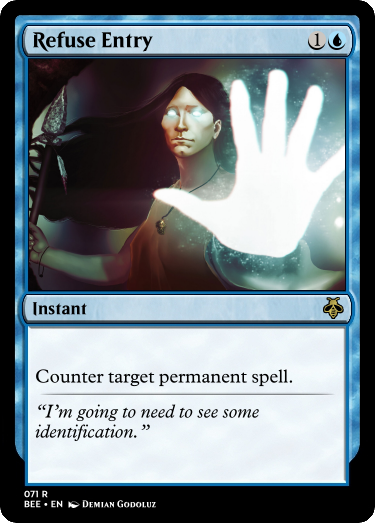 Refuse Entry 1
Instant
Counter target permanent spell.
“I’m going to need to see some
identification.”
071 R
BEE • EN DEMIAN GODOLUZ